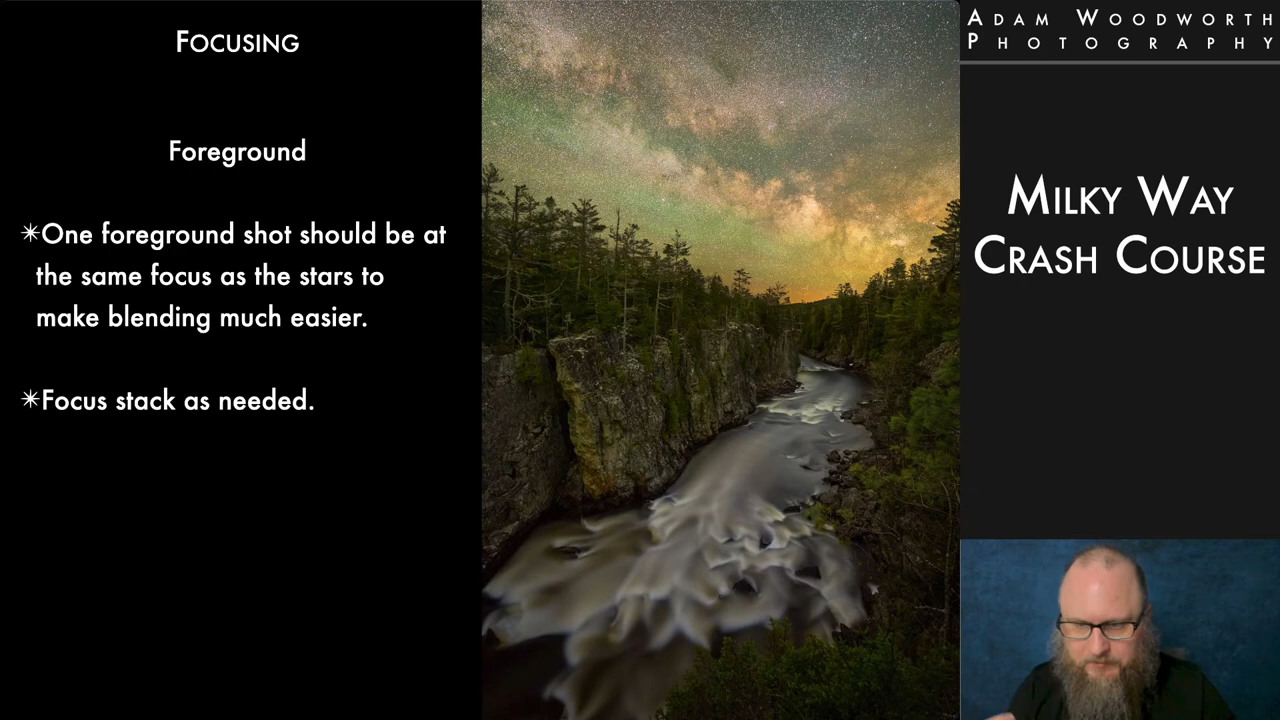 FOCUSING
Foreground
✴One foreground shot should be at
the same focus as the stars to
make blending much easier.
✴Focus stack as needed.
ADAM WOODWORTH
PHOTOGRAPHY
MILKY WAY
CRASH COURSE